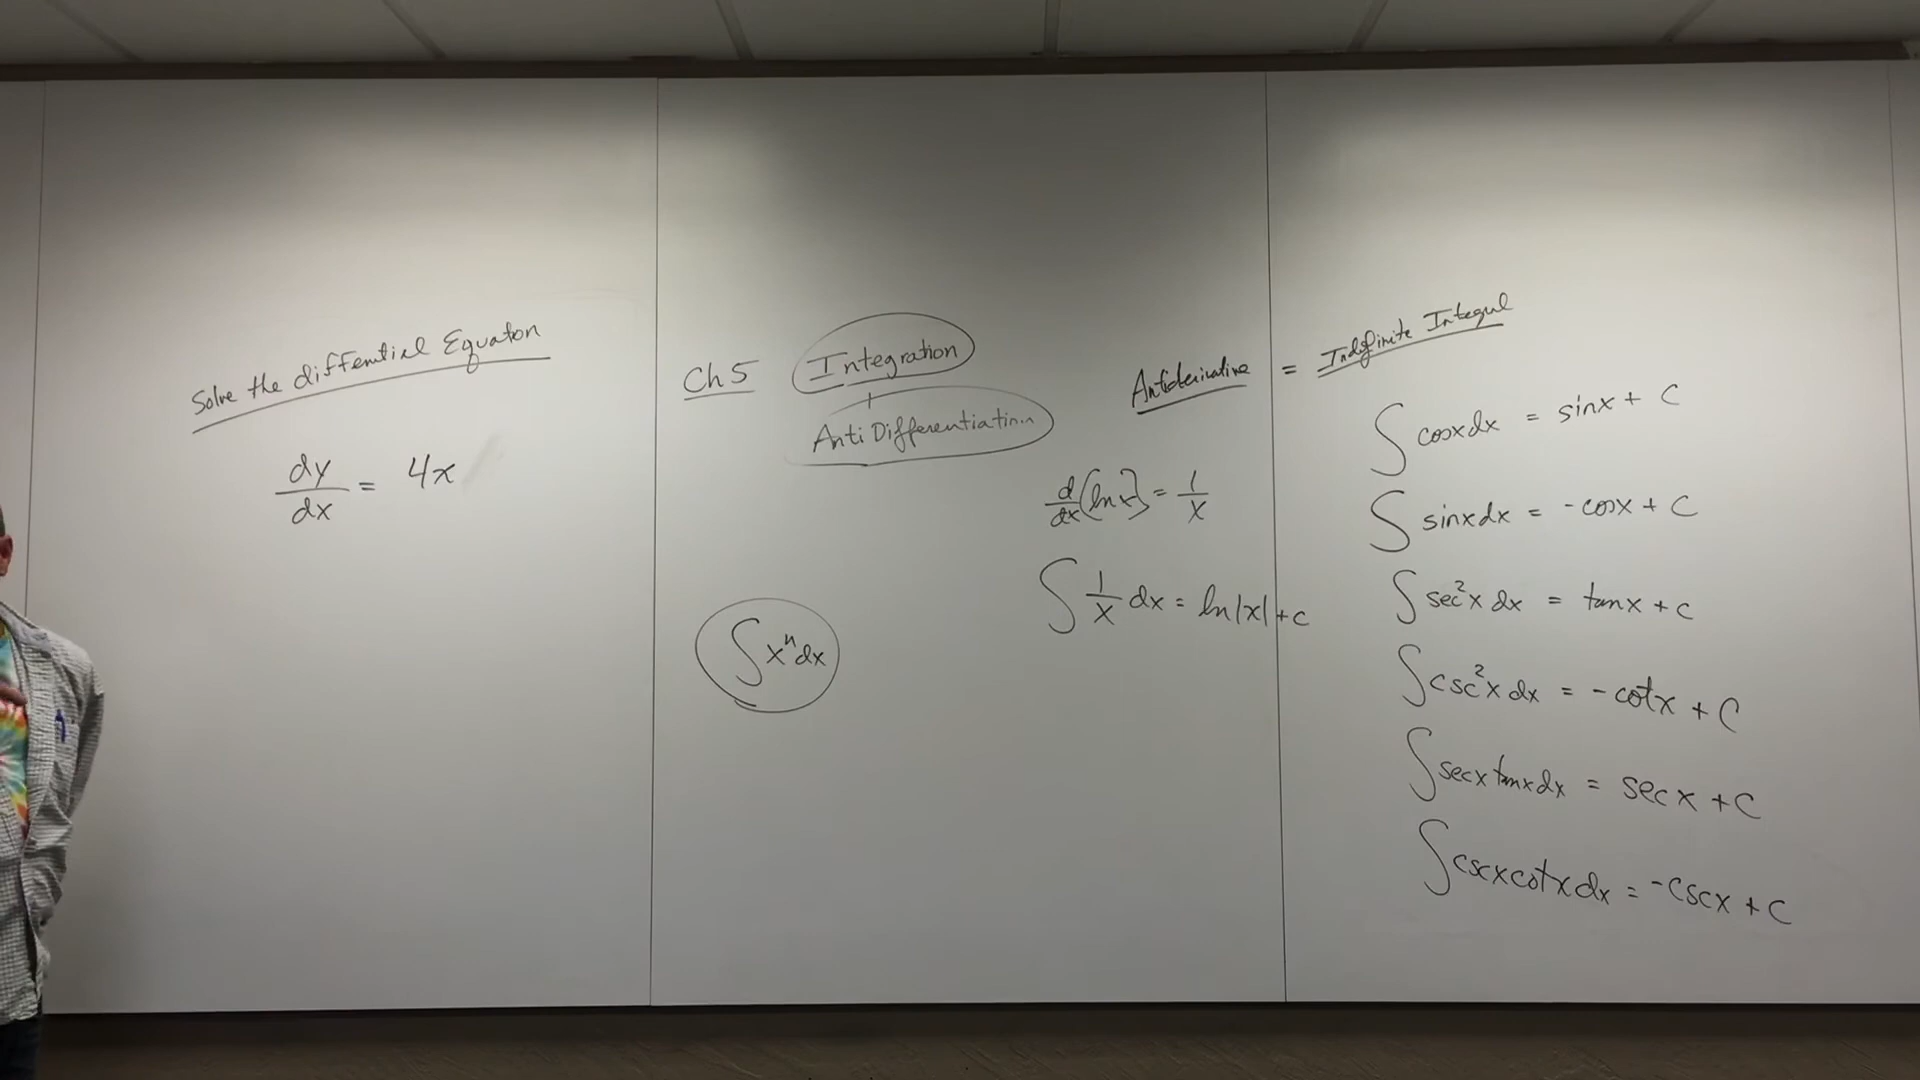 Solve the differential Equation
dy/dx = 4x
Ch 5 Integration
+
Anti Differentiation
∫ xⁿ dx
Antiderivative = Indefinite Integral
d/dx [ln x] = 1/x
∫ 1/x dx = ln|x| + c
∫ cosx dx = sinx + C
∫ sinx dx = -cosx + C
∫ sec²x dx = tanx + C
∫ csc²x dx = -cotx + C
∫ secx tanx dx = secx + C
∫ cscx cotx dx = -cscx + C